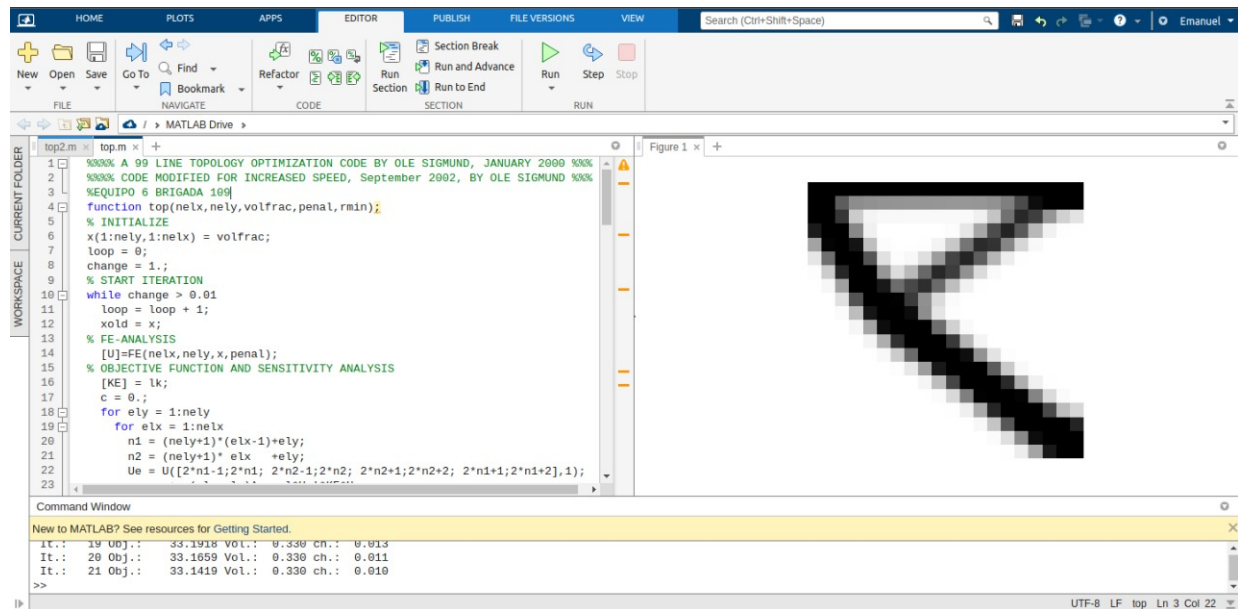 HOME PLOTS APPS EDITOR PUBLISH FILE VERSIONS VIEW Search (Ctrl+Shift+Space) Emanuel
New Open Save Go To Find Bookmark Refactor Run Section Section Break Run and Advance Run to End Run Step Stop
FILE NAVIGATE CODE SECTION RUN
/ › MATLAB Drive ›
CURRENT FOLDER
WORKSPACE
top2.m × top.m × +
1 %%%% A 99 LINE TOPOLOGY OPTIMIZATION CODE BY OLE SIGMUND, JANUARY 2000 %%%
2 %%%% CODE MODIFIED FOR INCREASED SPEED, September 2002, BY OLE SIGMUND %%%
3 %EQUIPO 6 BRIGADA 109
4 function top(nelx,nely,volfrac,penal,rmin);
5 % INITIALIZE
6 x(1:nely,1:nelx) = volfrac;
7 loop = 0;
8 change = 1.;
9 % START ITERATION
10 while change > 0.01
11 loop = loop + 1;
12 xold = x;
13 % FE-ANALYSIS
14 [U]=FE(nelx,nely,x,penal);
15 % OBJECTIVE FUNCTION AND SENSITIVITY ANALYSIS
16 [KE] = lk;
17 c = 0.;
18 for ely = 1:nely
19 for elx = 1:nelx
20 n1 = (nely+1)*(elx-1)+ely;
21 n2 = (nely+1)* elx +ely;
22 Ue = U([2*n1-1;2*n1; 2*n2-1;2*n2; 2*n2+1;2*n2+2; 2*n1+1;2*n1+2],1);
23
Figure 1 × +
Command Window
New to MATLAB? See resources for Getting Started.
It.: 19 Obj.: 33.1918 Vol.: 0.330 ch.: 0.013
It.: 20 Obj.: 33.1659 Vol.: 0.330 ch.: 0.011
It.: 21 Obj.: 33.1419 Vol.: 0.330 ch.: 0.010
>>
UTF-8 LF top Ln 3 Col 22